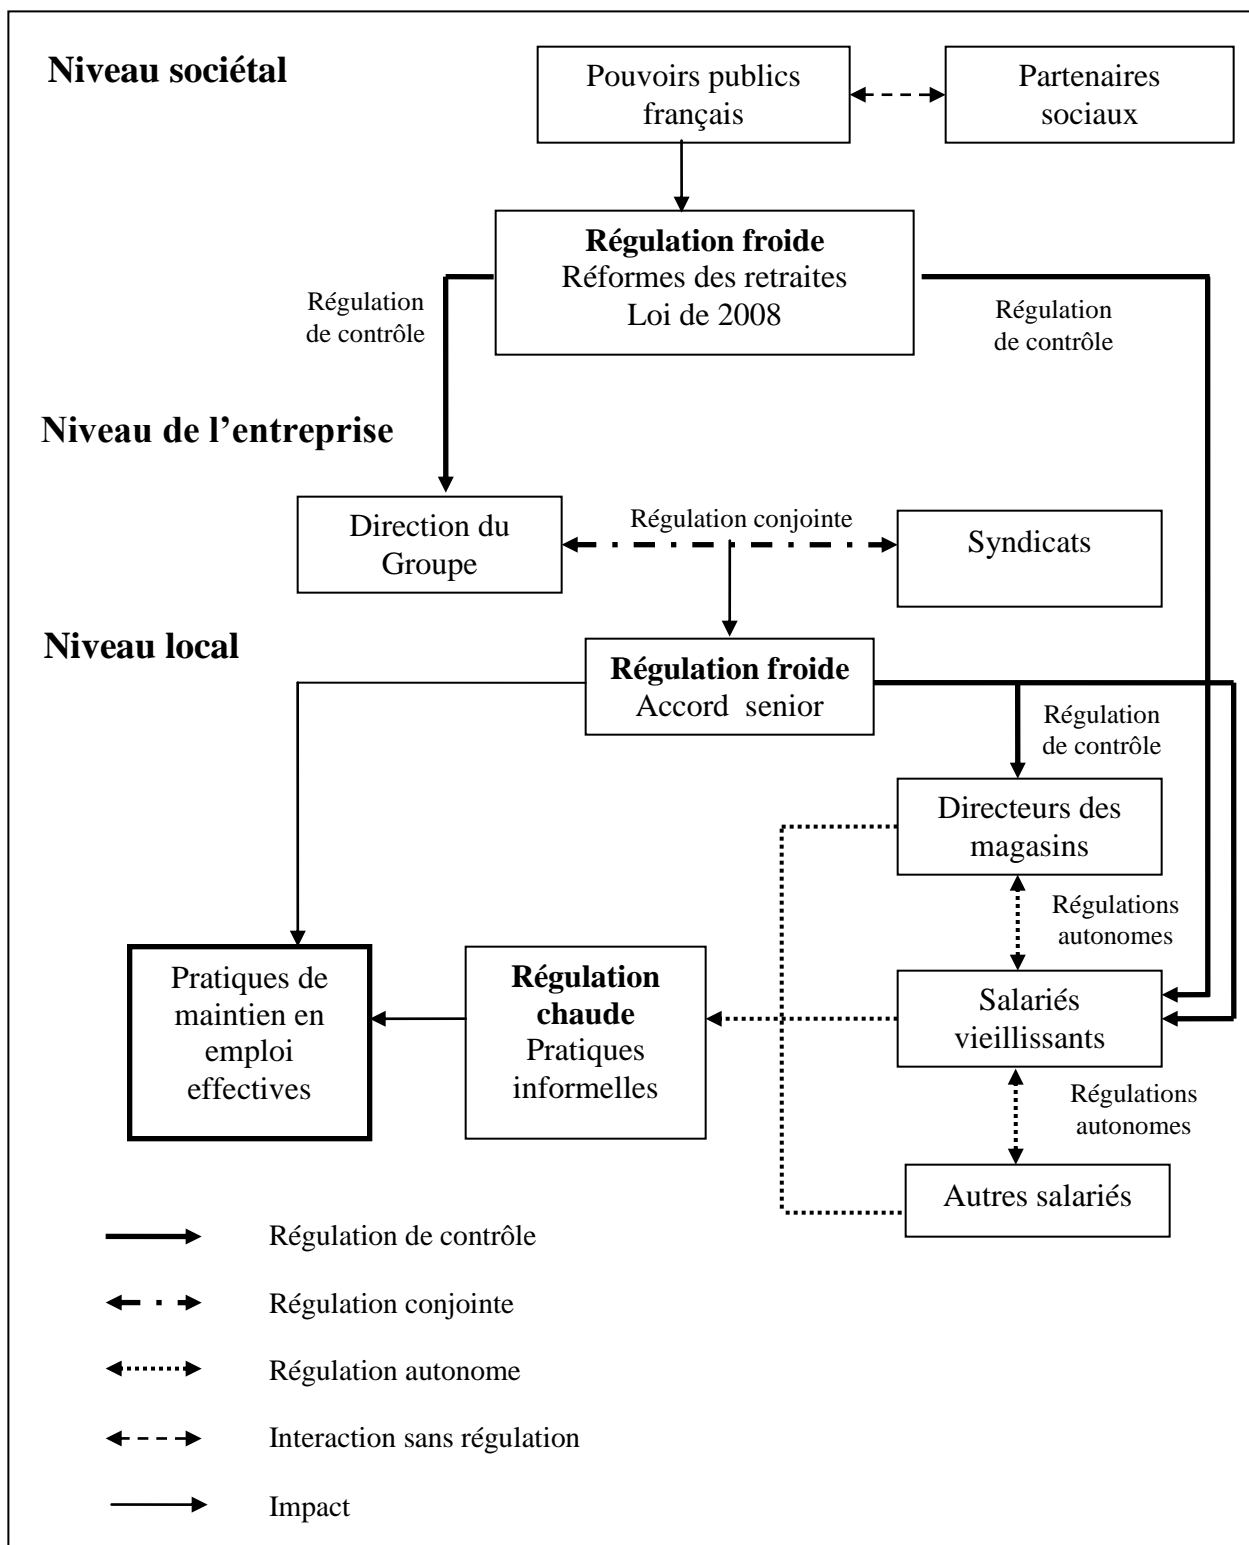 Niveau sociétal
Pouvoirs publics
français
Partenaires
sociaux
Régulation froide
Réformes des retraites
Loi de 2008
Régulation
de contrôle
Régulation
de contrôle
Niveau de l’entreprise
Direction du
Groupe
Régulation conjointe
Syndicats
Niveau local
Régulation froide
Accord senior
Régulation
de contrôle
Directeurs des
magasins
Régulations
autonomes
Pratiques de
maintien en
emploi
effectives
Régulation
chaude
Pratiques
informelles
Salariés
vieillissants
Régulations
autonomes
Autres salariés
Régulation de contrôle
Régulation conjointe
Régulation autonome
Interaction sans régulation
Impact